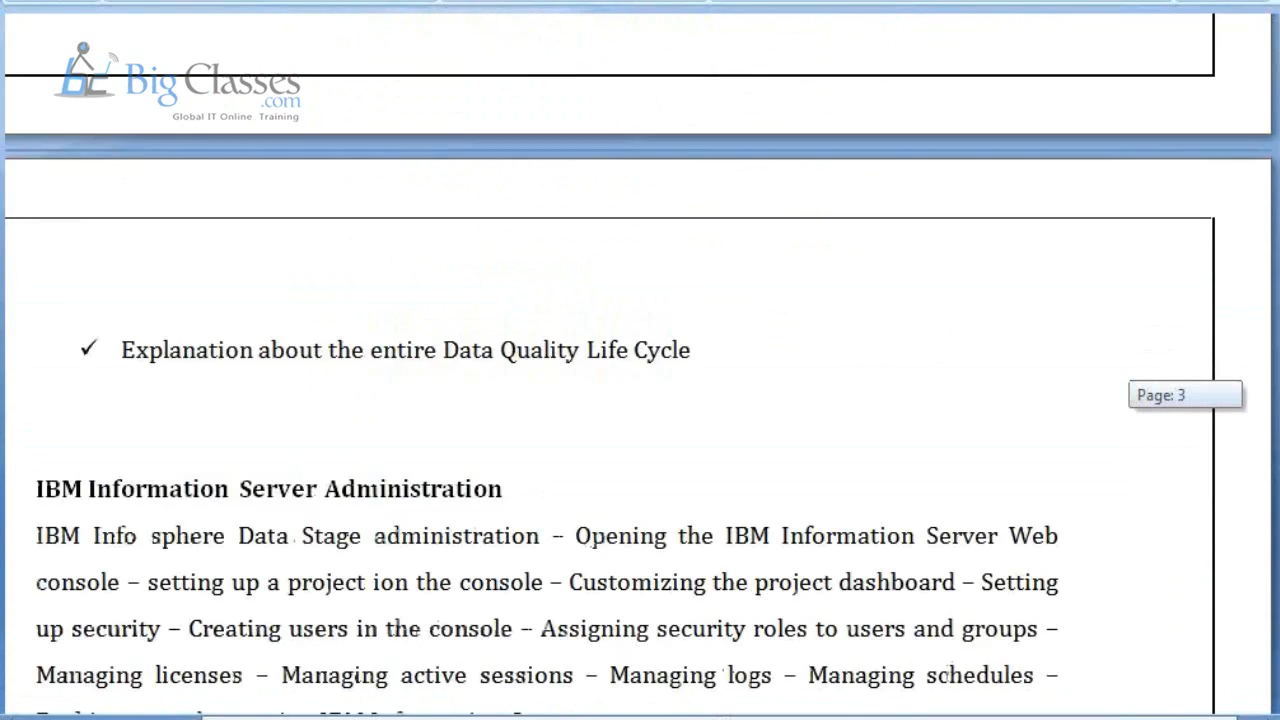 Big Classes
.com
Global IT Online Training
✓ Explanation about the entire Data Quality Life Cycle
Page: 3
IBM Information Server Administration
IBM Info sphere Data Stage administration – Opening the IBM Information Server Web
console – setting up a project ion the console – Customizing the project dashboard – Setting
up security – Creating users in the console – Assigning security roles to users and groups –
Managing licenses – Managing active sessions – Managing logs – Managing schedules –